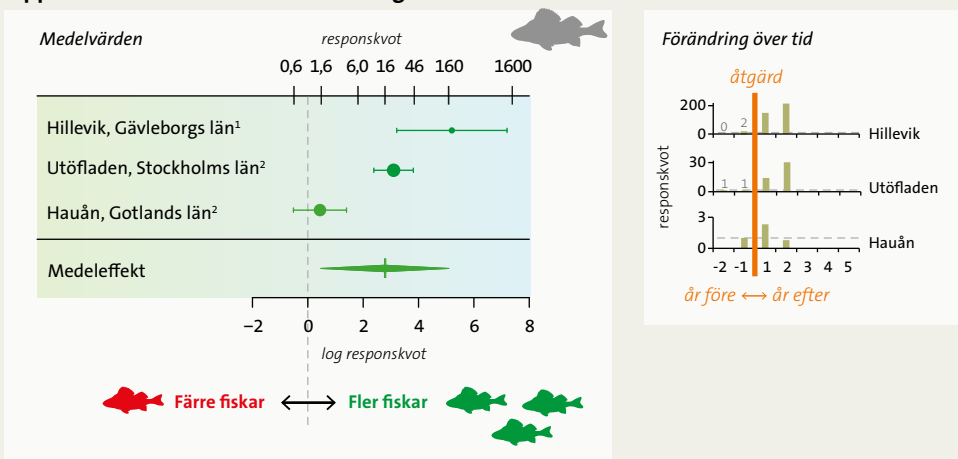 Medelvärden
responskvot
0,6 1,6 6,0 16 46 160 1600
Hillevik, Gävleborgs län¹
Utöfladen, Stockholms län²
Hauån, Gotlands län²
Medeleffekt
−2 0 2 4 6 8
log responskvot
Färre fiskar
Fler fiskar
Förändring över tid
åtgärd
responskvot
200
0
0 2
Hillevik
30
0
1 1
Utöfladen
3
0
Hauån
-2 -1 1 2 3 4 5
år före ⟷ år efter